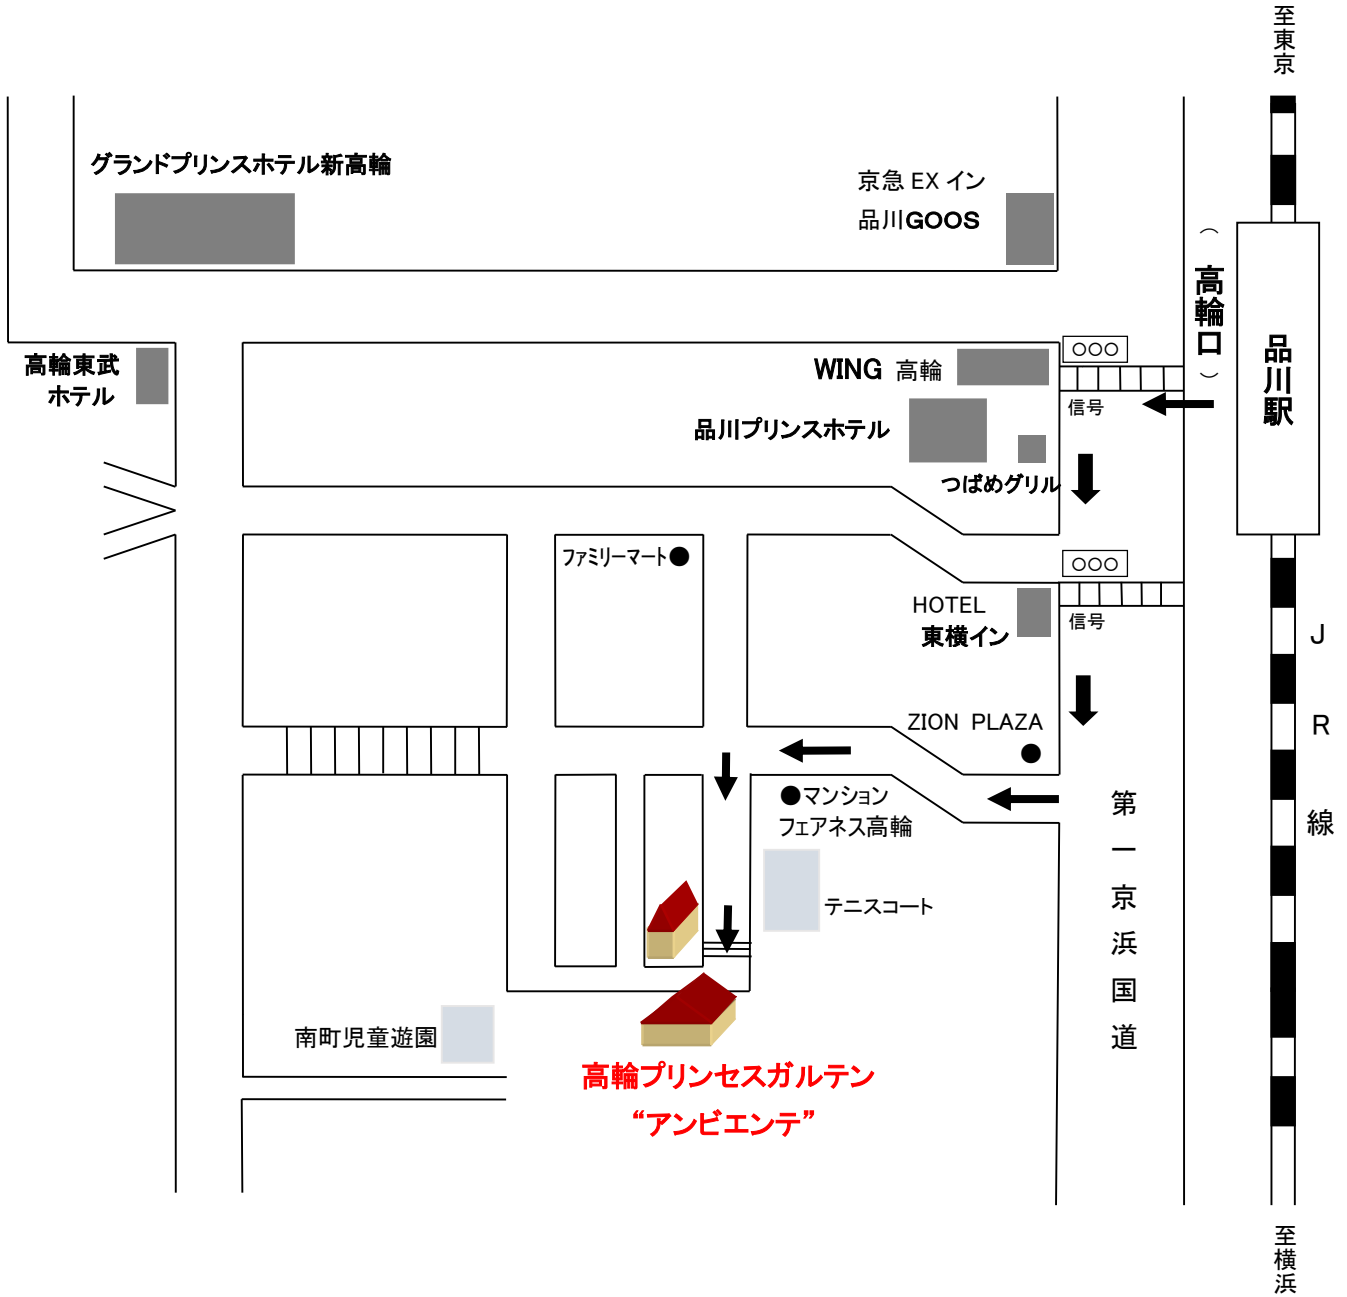 至東京
グランドプリンスホテル新高輪
京急 EX イン
品川GOOS
（高輪口）
品川駅
高輪東武
ホテル
WING 高輪
信号
品川プリンスホテル
つばめグリル
ファミリーマート
HOTEL
東横イン
信号
JR線
ZION PLAZA
マンション
フェアネス高輪
第一京浜国道
テニスコート
南町児童遊園
高輪プリンセスガルテン
“アンビエンテ”
至横浜